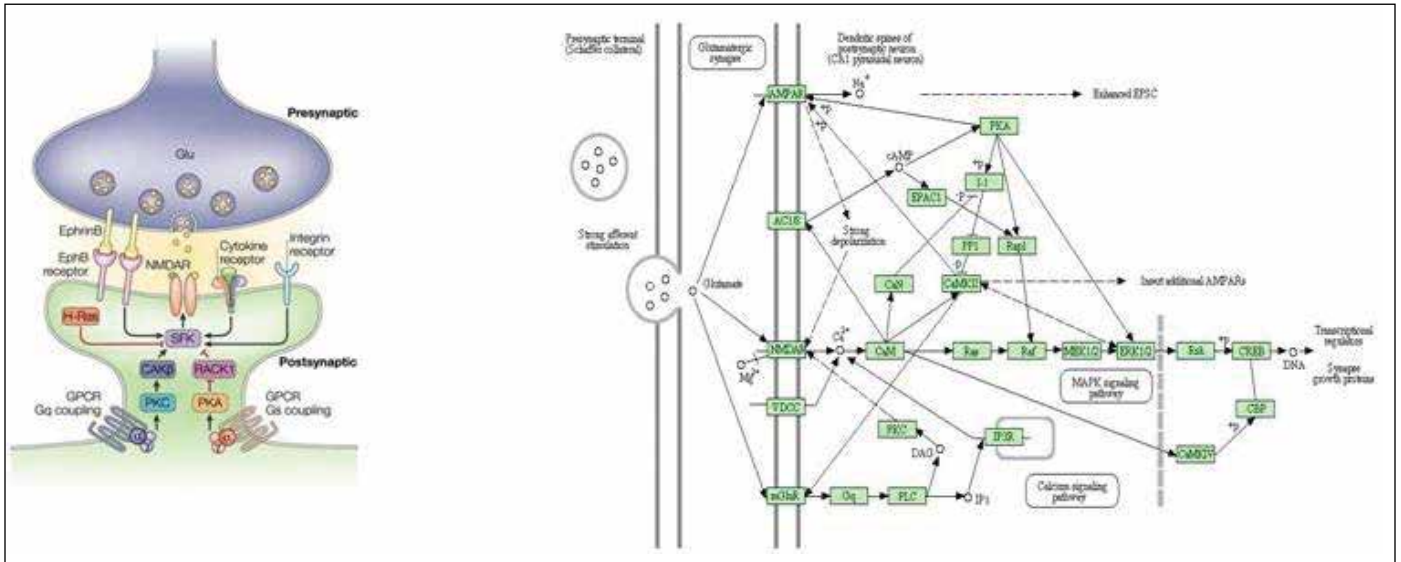 Presynaptic
Glu
EphrinB
EphB
receptor
NMDAR
Cytokine
receptor
Integrin
receptor
H-Ras
SFK
Postsynaptic
CAKβ
RACK1
PKC
PKA
GPCR
Gq coupling
GPCR
Gs coupling
α
α
Presynaptic terminal
(Schaffer collateral)
Glutamatergic
synapse
Dendritic spines of
postsynaptic neuron
(CA1 pyramidal neuron)
AMPAR
Na+
Enhanced EPSC
+p
+p
PKA
cAMP
+p
I-1
EPAC1
-p
AC1/8
Strong afferent
stimulation
Strong
depolarization
PP1
Rap1
-p
Glutamate
CaN
CaMKII
Insert additional AMPARs
NMDAR
Ca2+
CaM
Ras
Raf
MEK1/2
ERK1/2
Rsk
+p
CREB
DNA
Transcriptional
regulation
Synapse
growth proteins
Mg2+
MAPK signaling
pathway
VDCC
CBP
PKC
IP3R
+p
DAG
CaMKIV
Calcium signaling
pathway
mGluR
Gq
PLC
IP3